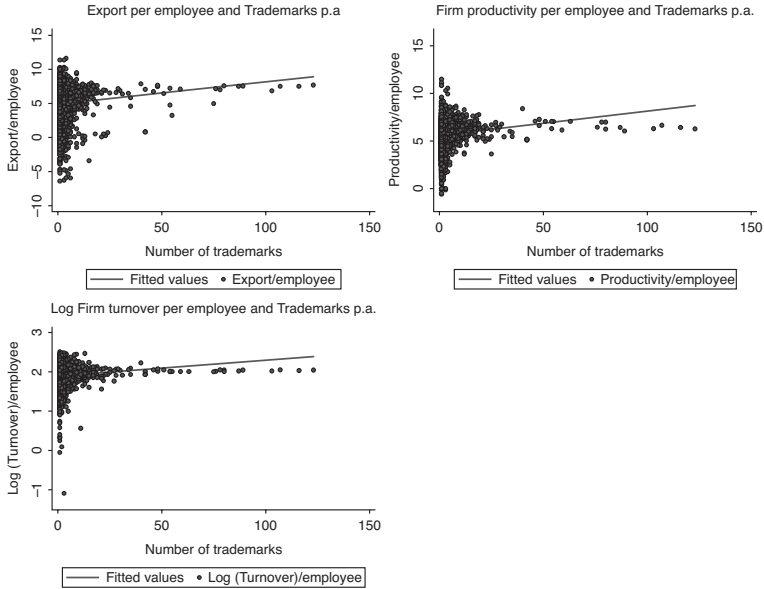 Export per employee and Trademarks p.a
15
10
5
0
−5
−10
Export/employee
0 50 100 150
Number of trademarks
Fitted values Export/employee
Firm productivity per employee and Trademarks p.a.
15
10
5
0
Productivity/employee
0 50 100 150
Number of trademarks
Fitted values Productivity/employee
Log Firm turnover per employee and Trademarks p.a.
3
2
1
0
−1
Log (Turnover)/employee
0 50 100 150
Number of trademarks
Fitted values Log (Turnover)/employee